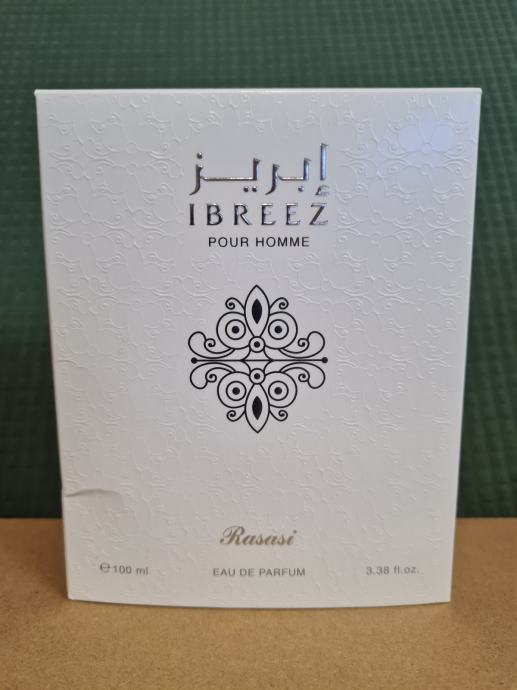 إبريز
IBREEZ
POUR HOMME
Rasasi
℮ 100 ml EAU DE PARFUM 3.38 fl.oz.